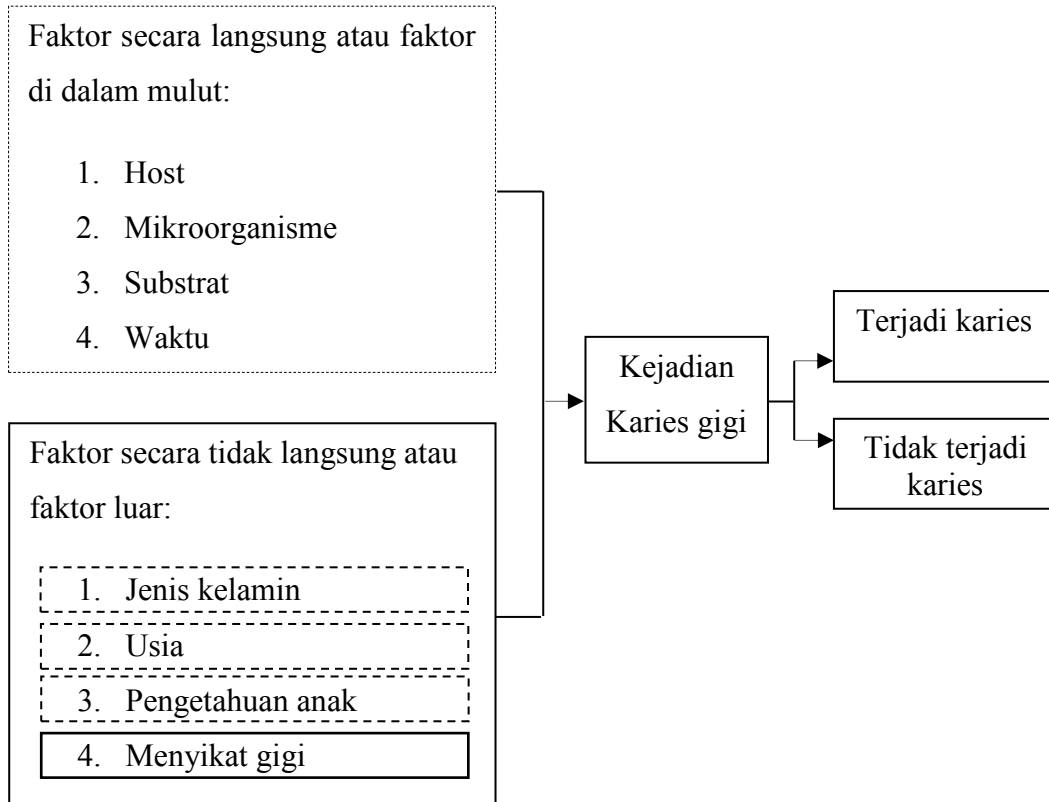 Faktor secara langsung atau faktor
di dalam mulut:
1. Host
2. Mikroorganisme
3. Substrat
4. Waktu
Faktor secara tidak langsung atau
faktor luar:
1. Jenis kelamin
2. Usia
3. Pengetahuan anak
4. Menyikat gigi
Kejadian
Karies gigi
Terjadi karies
Tidak terjadi
karies